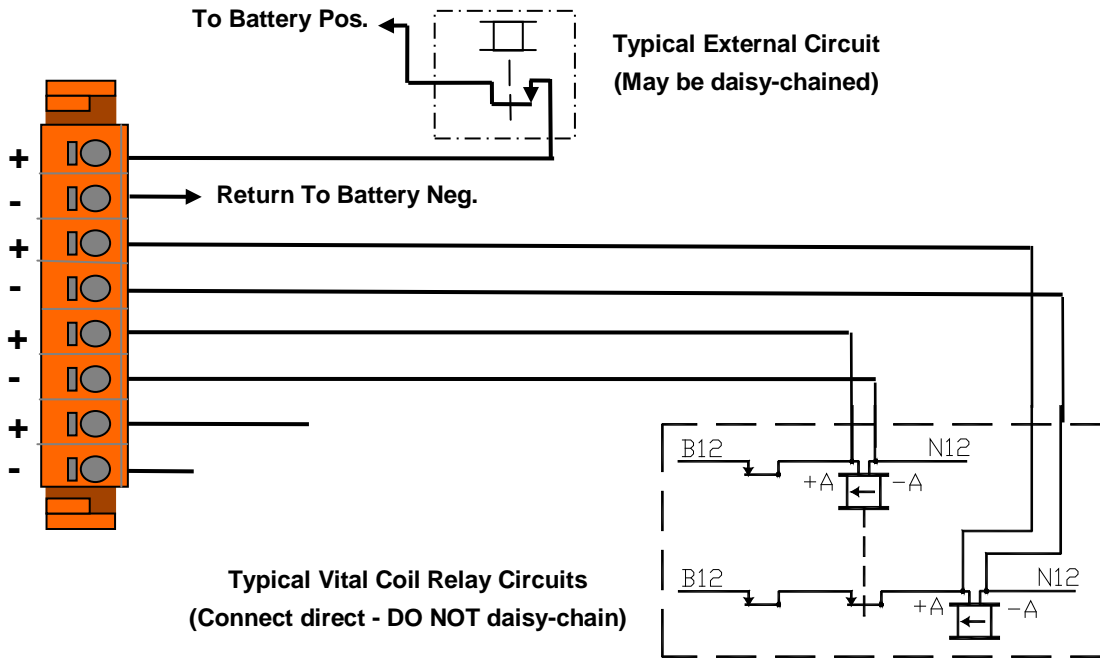 To Battery Pos.
Typical External Circuit
(May be daisy-chained)
+
-
Return To Battery Neg.
+
-
+
-
+
-
B12
N12
+A
-A
B12
N12
+A
-A
Typical Vital Coil Relay Circuits
(Connect direct - DO NOT daisy-chain)